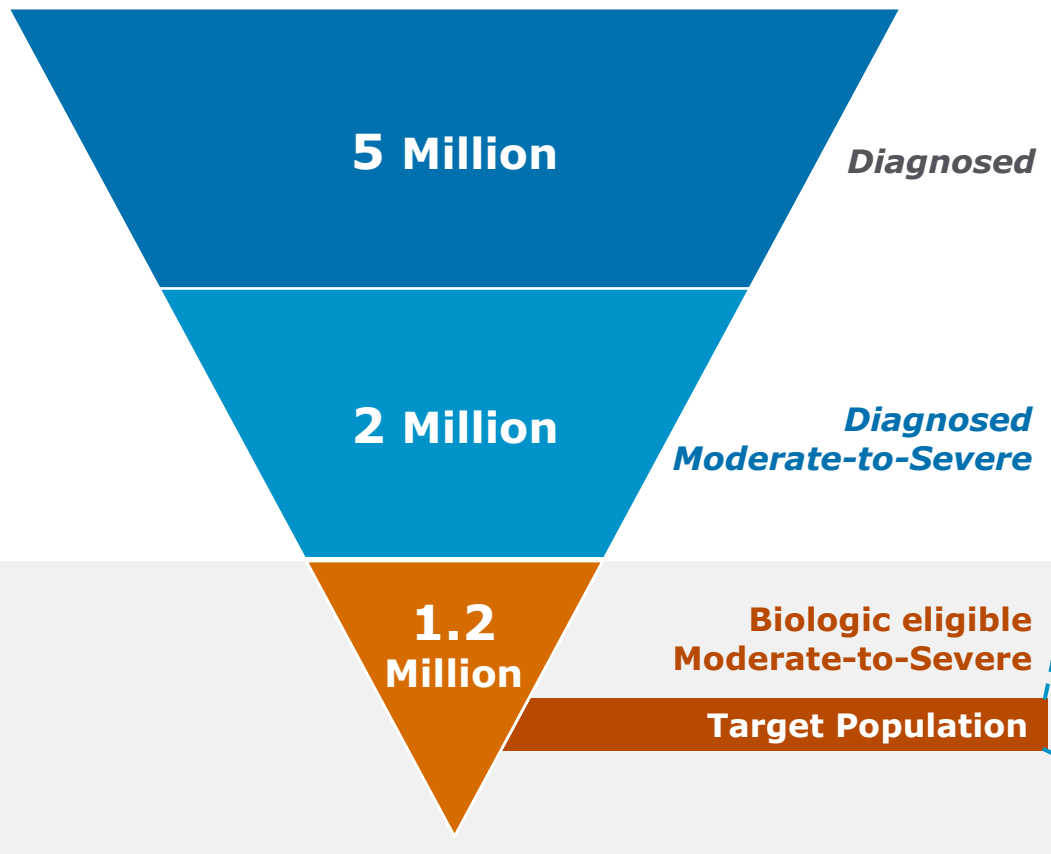 5 Million
Diagnosed
2 Million
Diagnosed
Moderate-to-Severe
1.2
Million
Biologic eligible
Moderate-to-Severe
Target Population